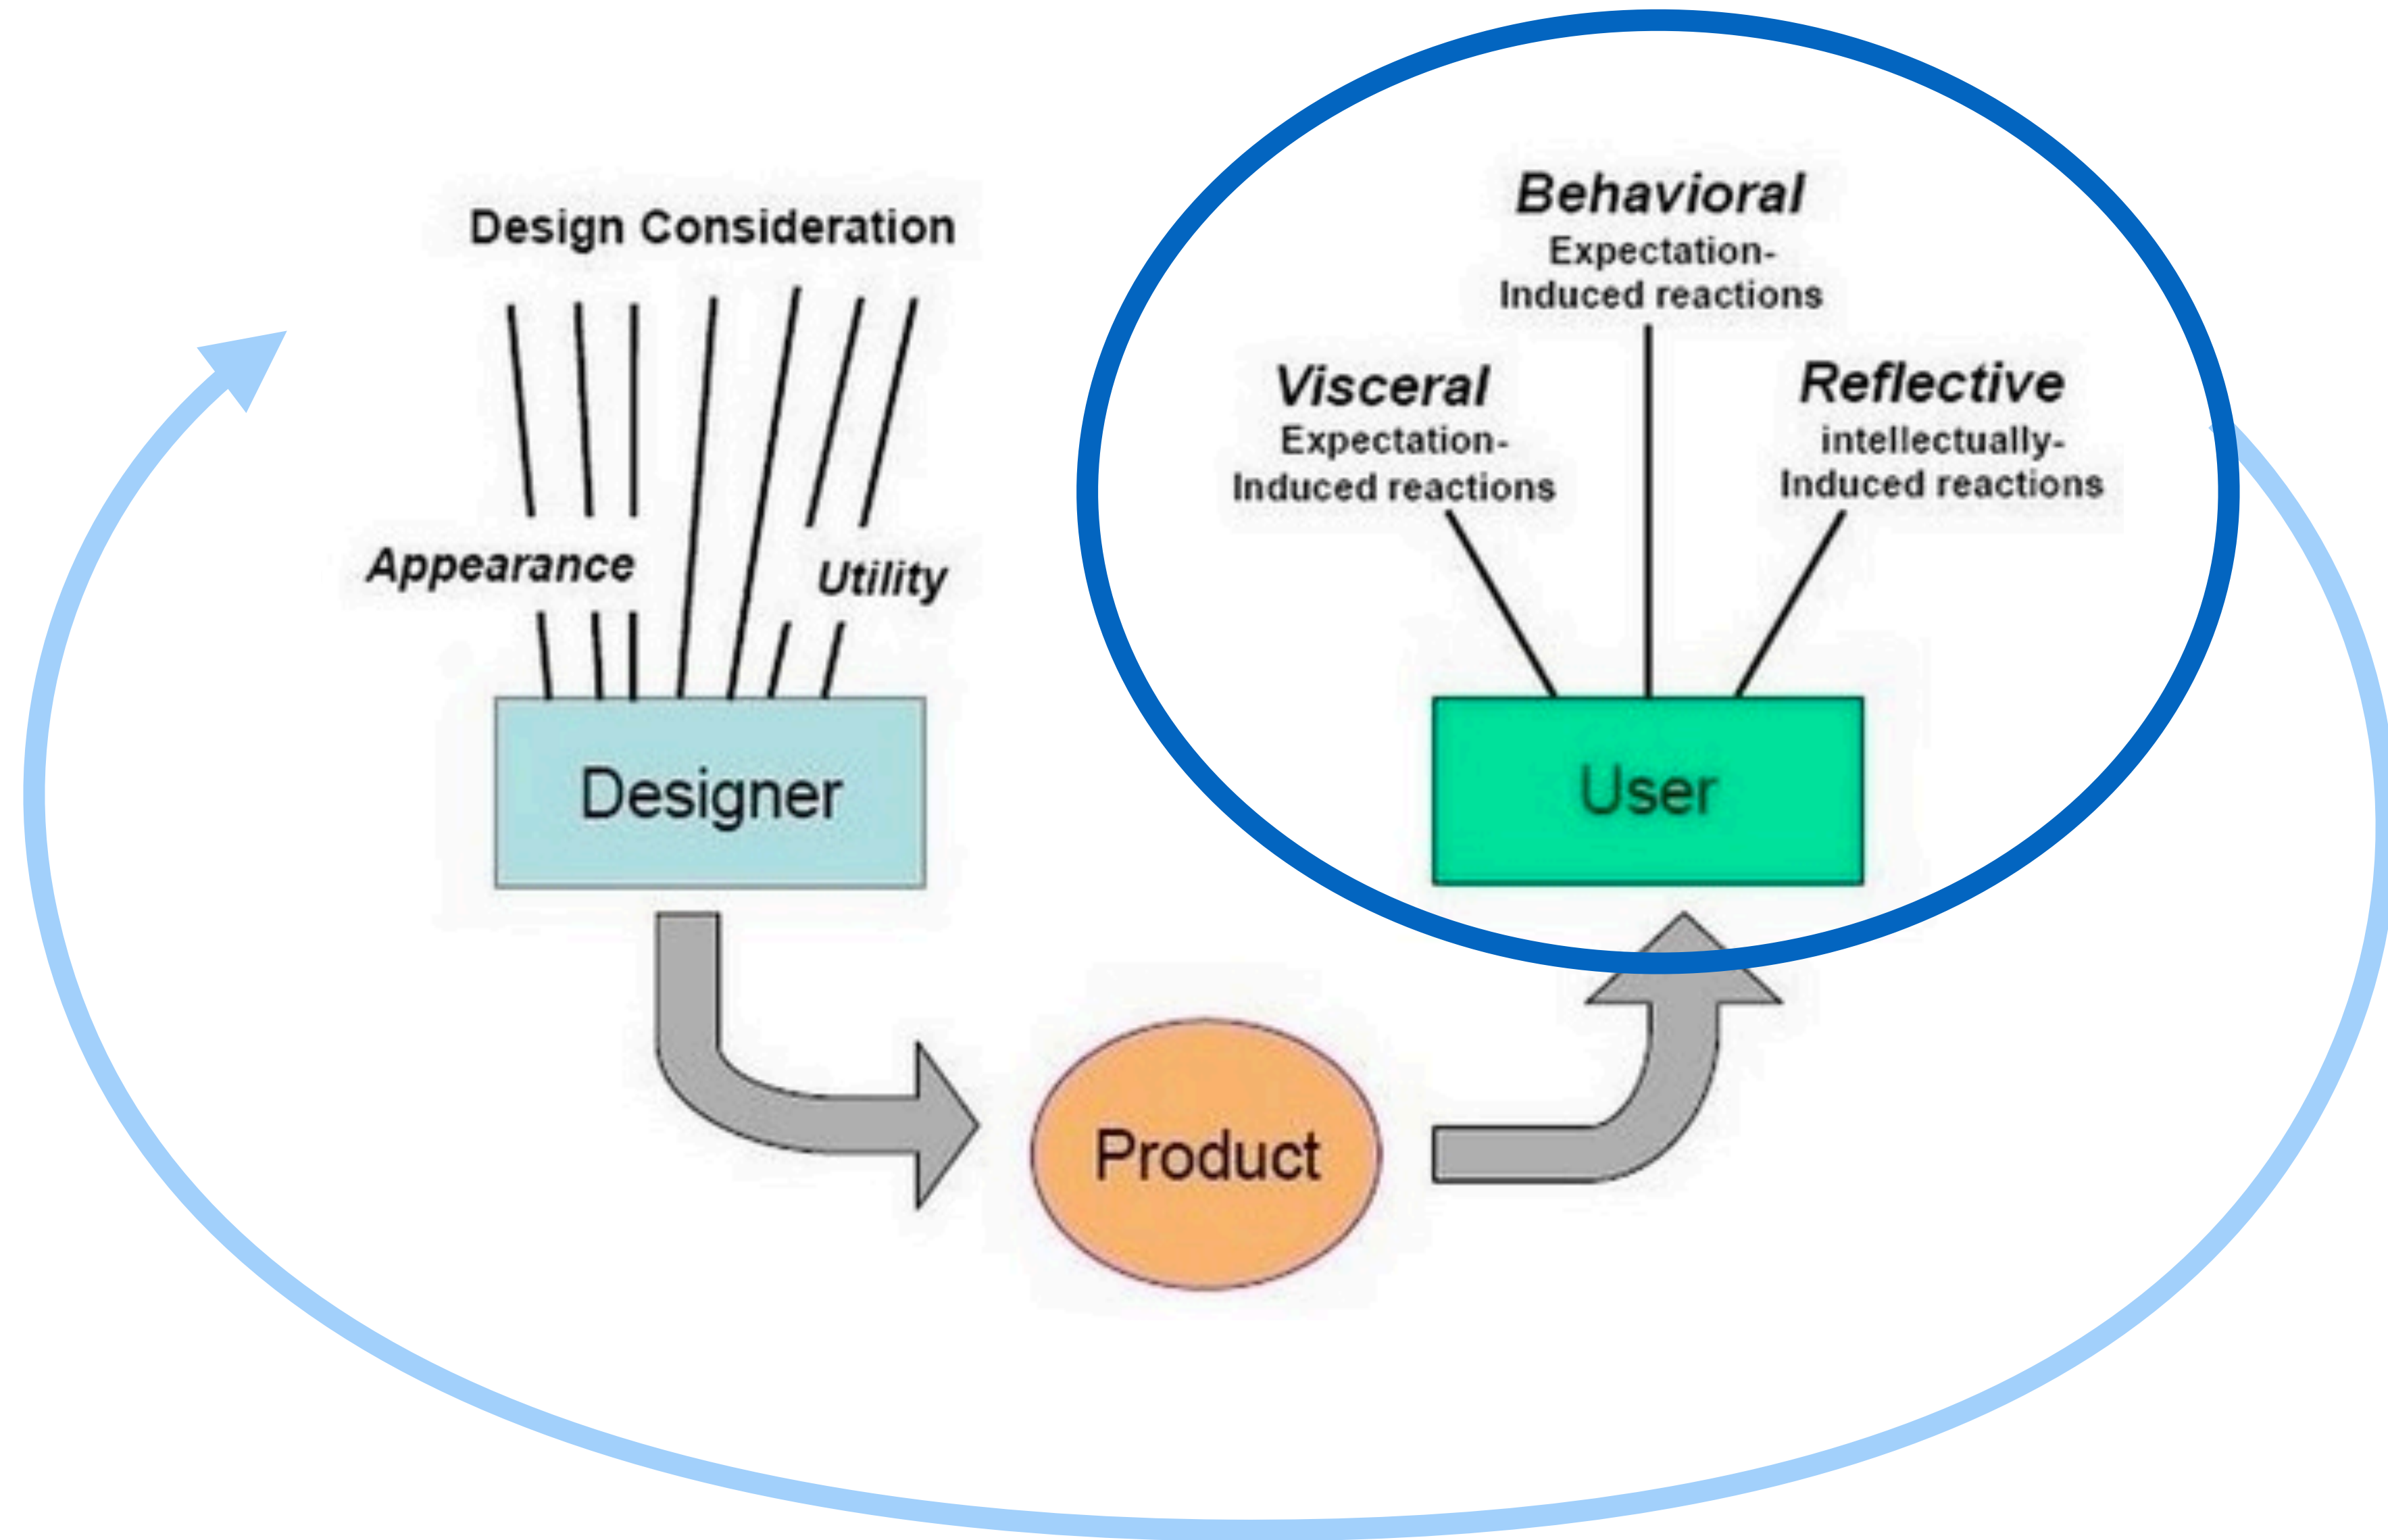 Design Consideration
Appearance
Utility
Designer
Behavioral
Expectation-
Induced reactions
Visceral
Expectation-
Induced reactions
Reflective
intellectually-
Induced reactions
User
Product